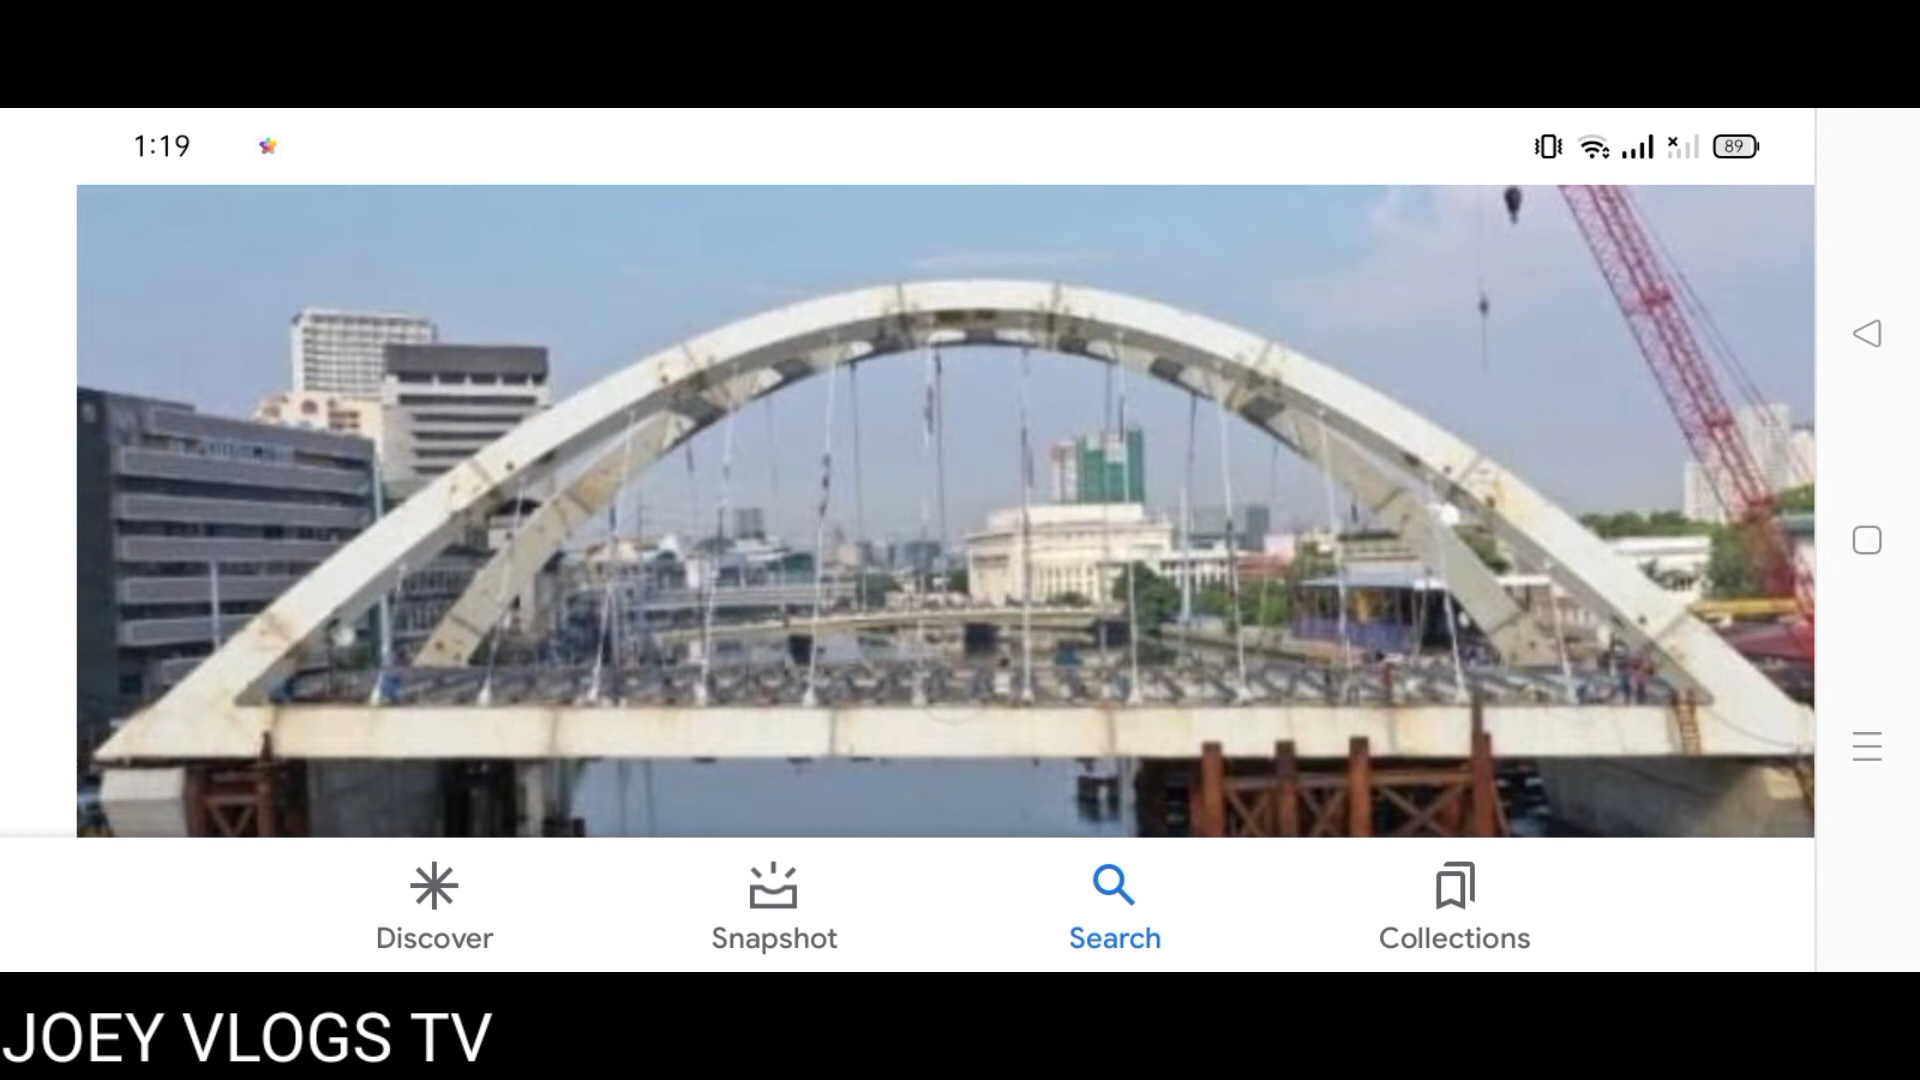 1:19
89
Discover
Snapshot
Search
Collections
JOEY VLOGS TV